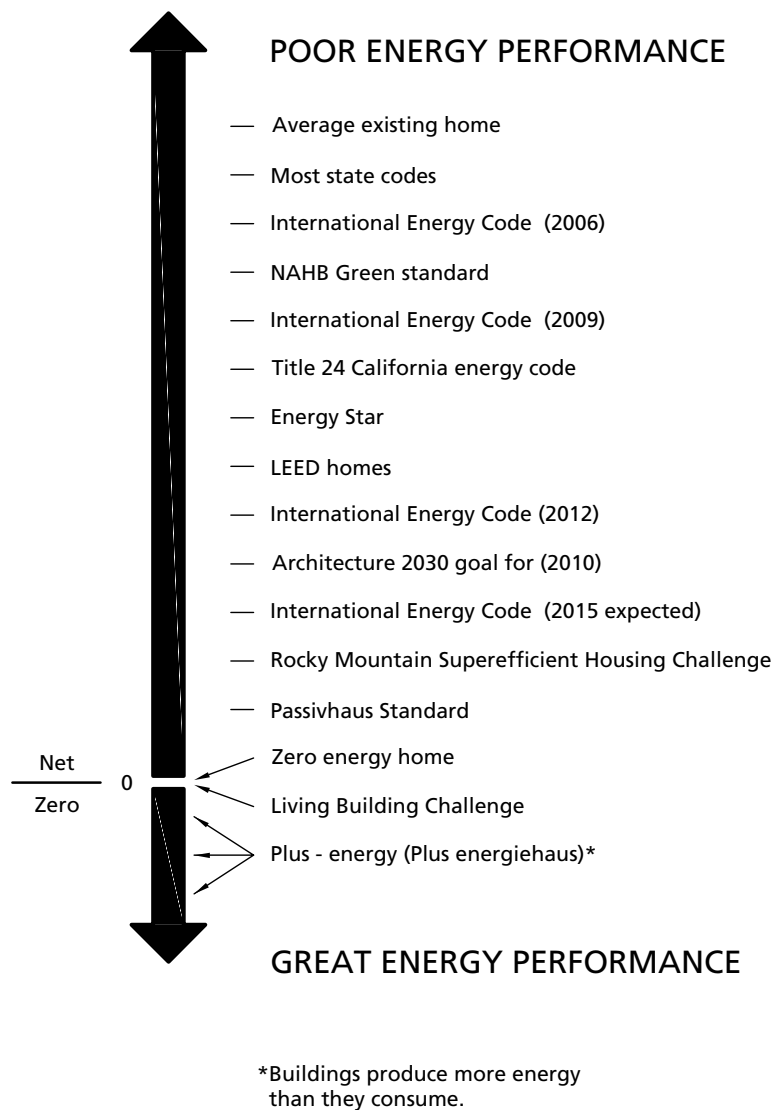 POOR ENERGY PERFORMANCE
Average existing home
Most state codes
International Energy Code (2006)
NAHB Green standard
International Energy Code (2009)
Title 24 California energy code
Energy Star
LEED homes
International Energy Code (2012)
Architecture 2030 goal for (2010)
International Energy Code (2015 expected)
Rocky Mountain Superefficient Housing Challenge
Passivhaus Standard
Zero energy home
Net
0
Zero
Living Building Challenge
Plus - energy (Plus energiehaus)*
GREAT ENERGY PERFORMANCE
*Buildings produce more energy
than they consume.